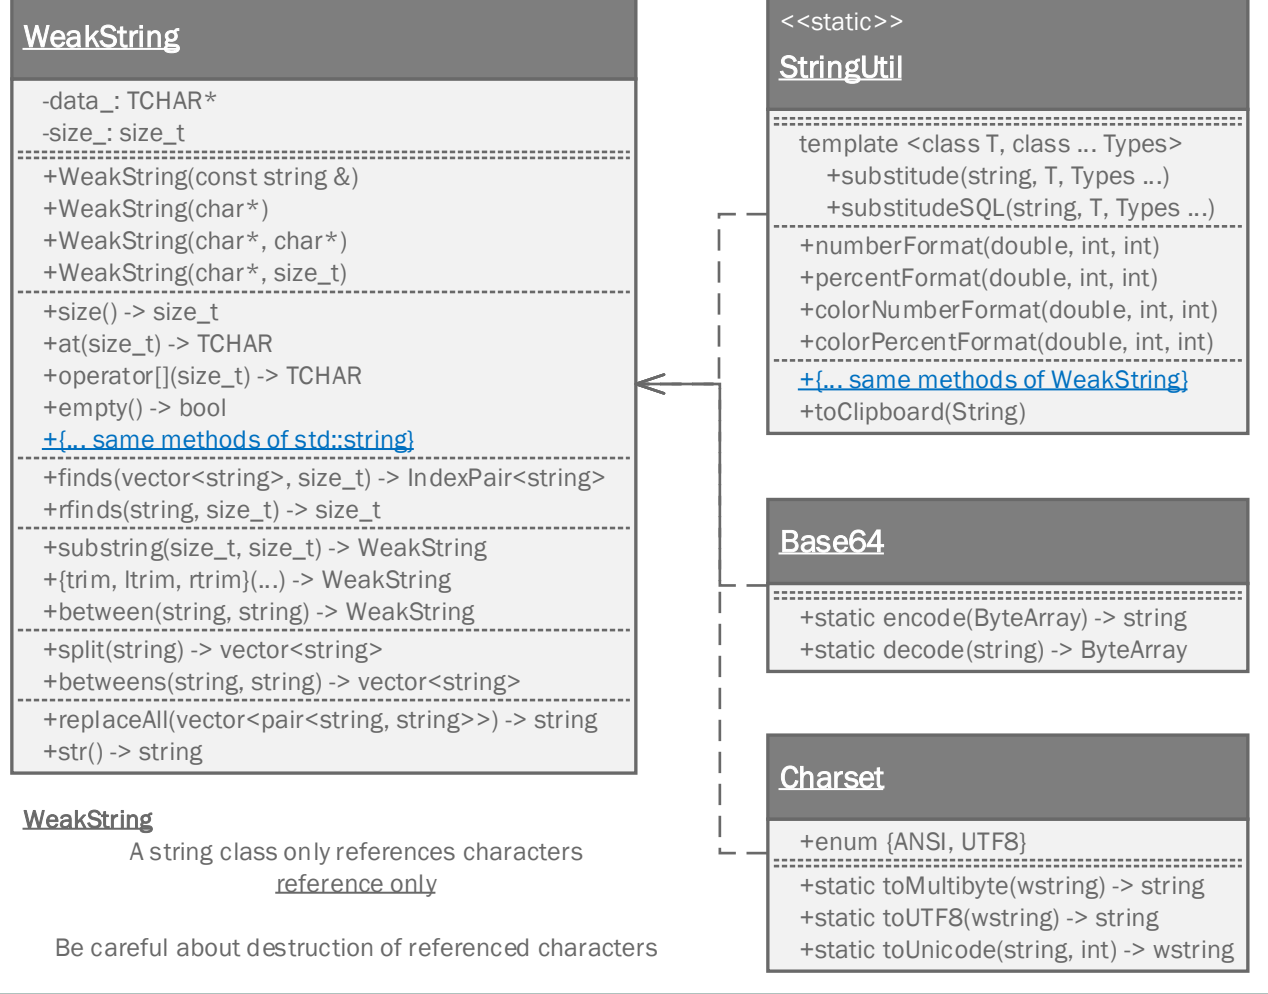 WeakString
-data_: TCHAR*
-size_: size_t
+WeakString(const string &)
+WeakString(char*)
+WeakString(char*, char*)
+WeakString(char*, size_t)
+size() -> size_t
+at(size_t) -> TCHAR
+operator[](size_t) -> TCHAR
+empty() -> bool
+{... same methods of std::string}
+finds(vector<string>, size_t) -> IndexPair<string>
+rfinds(string, size_t) -> size_t
+substring(size_t, size_t) -> WeakString
+{trim, ltrim, rtrim}(...) -> WeakString
+between(string, string) -> WeakString
+split(string) -> vector<string>
+betweens(string, string) -> vector<string>
+replaceAll(vector<pair<string, string>>) -> string
+str() -> string
WeakString
A string class only references characters
reference only
Be careful about destruction of referenced characters
<<static>>
StringUtil
template <class T, class ... Types>
+substitude(string, T, Types ...)
+substitudeSQL(string, T, Types ...)
+numberFormat(double, int, int)
+percentFormat(double, int, int)
+colorNumberFormat(double, int, int)
+colorPercentFormat(double, int, int)
+{... same methods of WeakString}
+toClipboard(String)
Base64
+static encode(ByteArray) -> string
+static decode(string) -> ByteArray
Charset
+enum {ANSI, UTF8}
+static toMultibyte(wstring) -> string
+static toUTF8(wstring) -> string
+static toUnicode(string, int) -> wstring